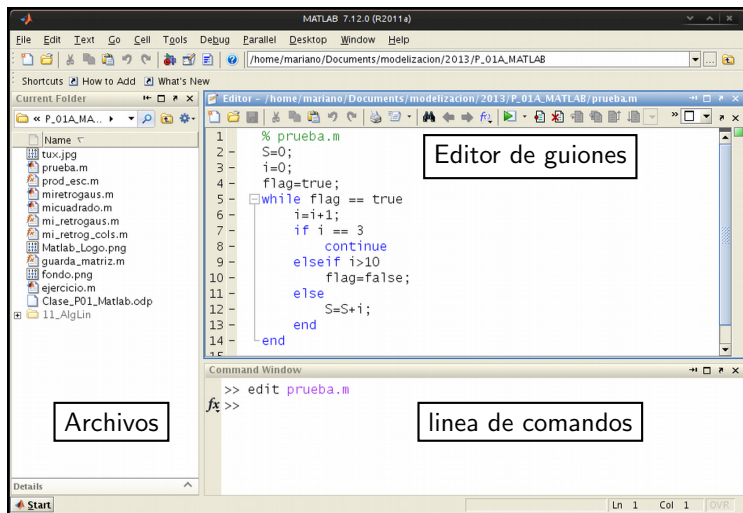 MATLAB 7.12.0 (R2011a)
File Edit Text Go Cell Tools Debug Parallel Desktop Window Help
/home/mariano/Documents/modelizacion/2013/P_01A_MATLAB
Shortcuts How to Add What's New
Current Folder
« P_01A_MA...
Name
tux.jpg
prueba.m
prod_esc.m
miretrogaus.m
micuadrado.m
mi_retrogaus.m
mi_retrog_cols.m
Matlab_Logo.png
guarda_matriz.m
fondo.png
ejercicio.m
Clase_P01_Matlab.odp
11_AlgLin
Archivos
Details
Editor - /home/mariano/Documents/modelizacion/2013/P_01A_MATLAB/prueba.m
Editor de guiones
1 % prueba.m
2 - S=0;
3 - i=0;
4 - flag=true;
5 - while flag == true
6 - i=i+1;
7 - if i == 3
8 - continue
9 - elseif i>10
10 - flag=false;
11 - else
12 - S=S+i;
13 - end
14 - end
15
Command Window
>> edit prueba.m
fx >>
linea de comandos
Start
Ln 1 Col 1 OVR